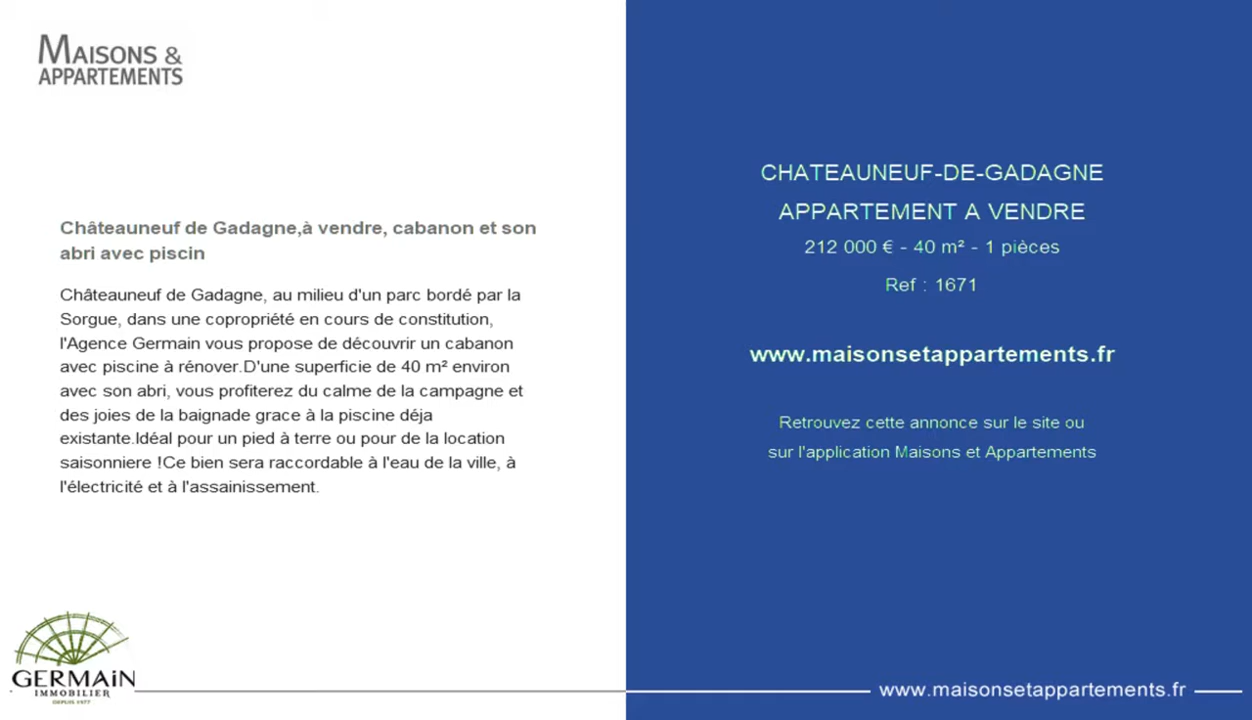 MAISONS &
APPARTEMENTS
Châteauneuf de Gadagne,à vendre, cabanon et son
abri avec piscin
Châteauneuf de Gadagne, au milieu d'un parc bordé par la
Sorgue, dans une copropriété en cours de constitution,
l'Agence Germain vous propose de découvrir un cabanon
avec piscine à rénover.D'une superficie de 40 m² environ
avec son abri, vous profiterez du calme de la campagne et
des joies de la baignade grace à la piscine déja
existante.Idéal pour un pied à terre ou pour de la location
saisonniere !Ce bien sera raccordable à l'eau de la ville, à
l'électricité et à l'assainissement.
GERMAiN
IMMOBILIER
DEPUIS 1977
CHATEAUNEUF-DE-GADAGNE
APPARTEMENT A VENDRE
212 000 € - 40 m² - 1 pièces
Ref : 1671
www.maisonsetappartements.fr
Retrouvez cette annonce sur le site ou
sur l'application Maisons et Appartements
www.maisonsetappartements.fr